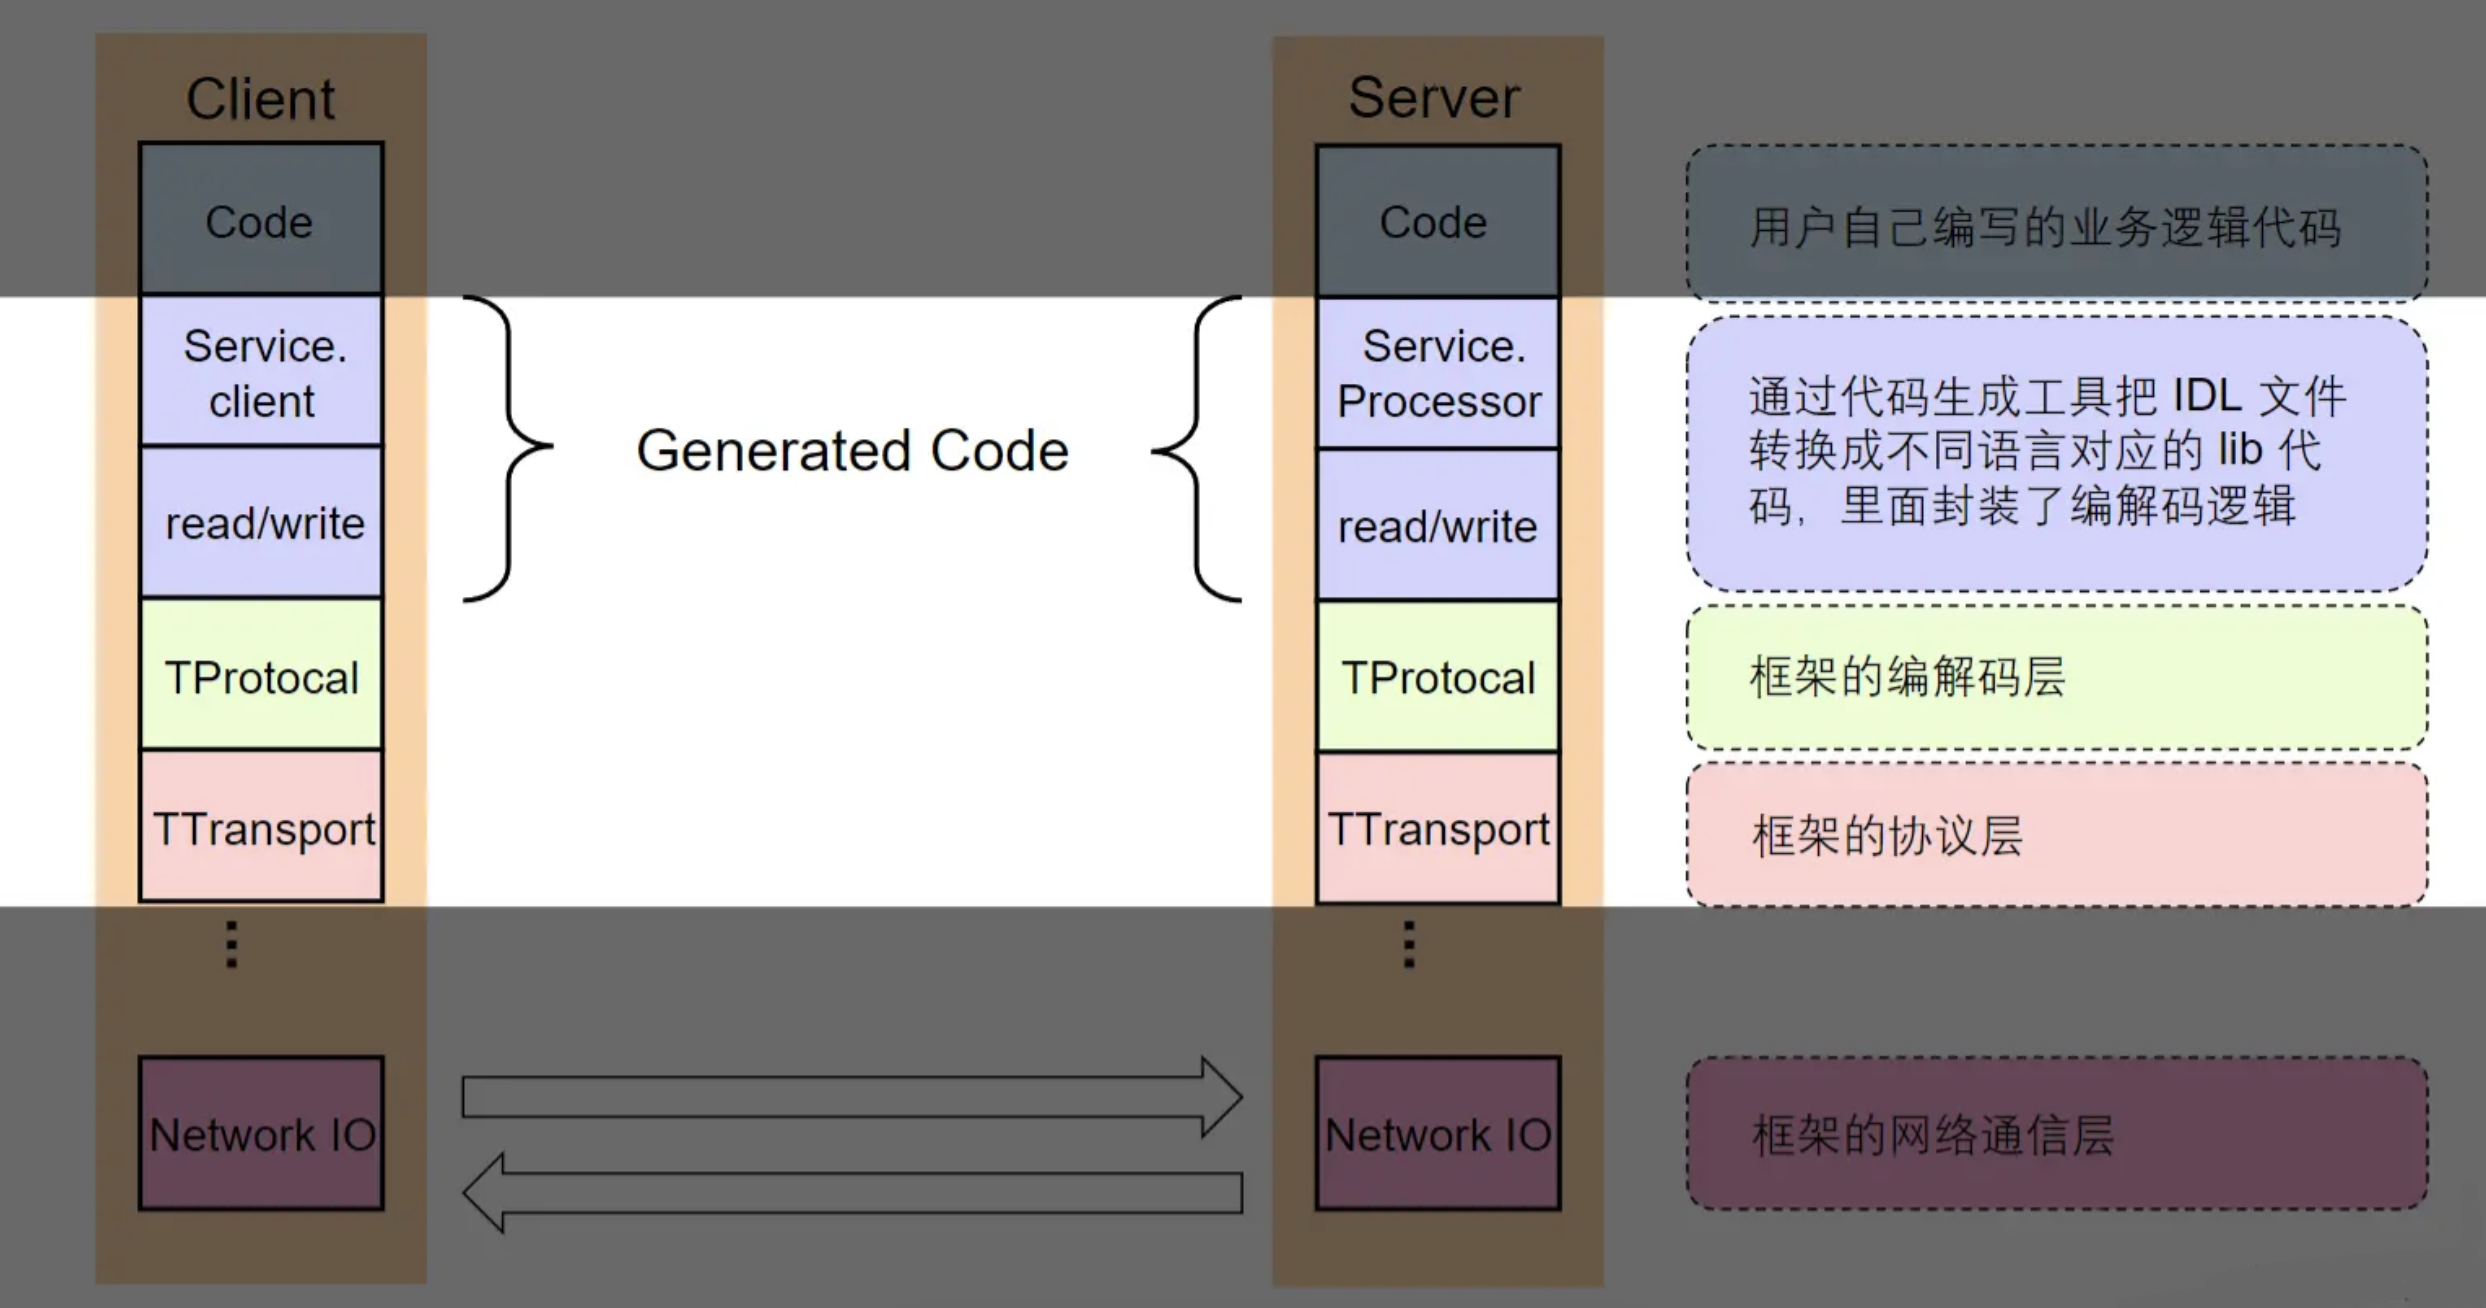 Client
Code
Service.
client
read/write
TProtocal
TTransport
Network IO
Generated Code
Server
Code
Service.
Processor
read/write
TProtocal
TTransport
Network IO
用户自己编写的业务逻辑代码
通过代码生成工具把 IDL 文件
转换成不同语言对应的 lib 代
码，里面封装了编解码逻辑
框架的编解码层
框架的协议层
框架的网络通信层